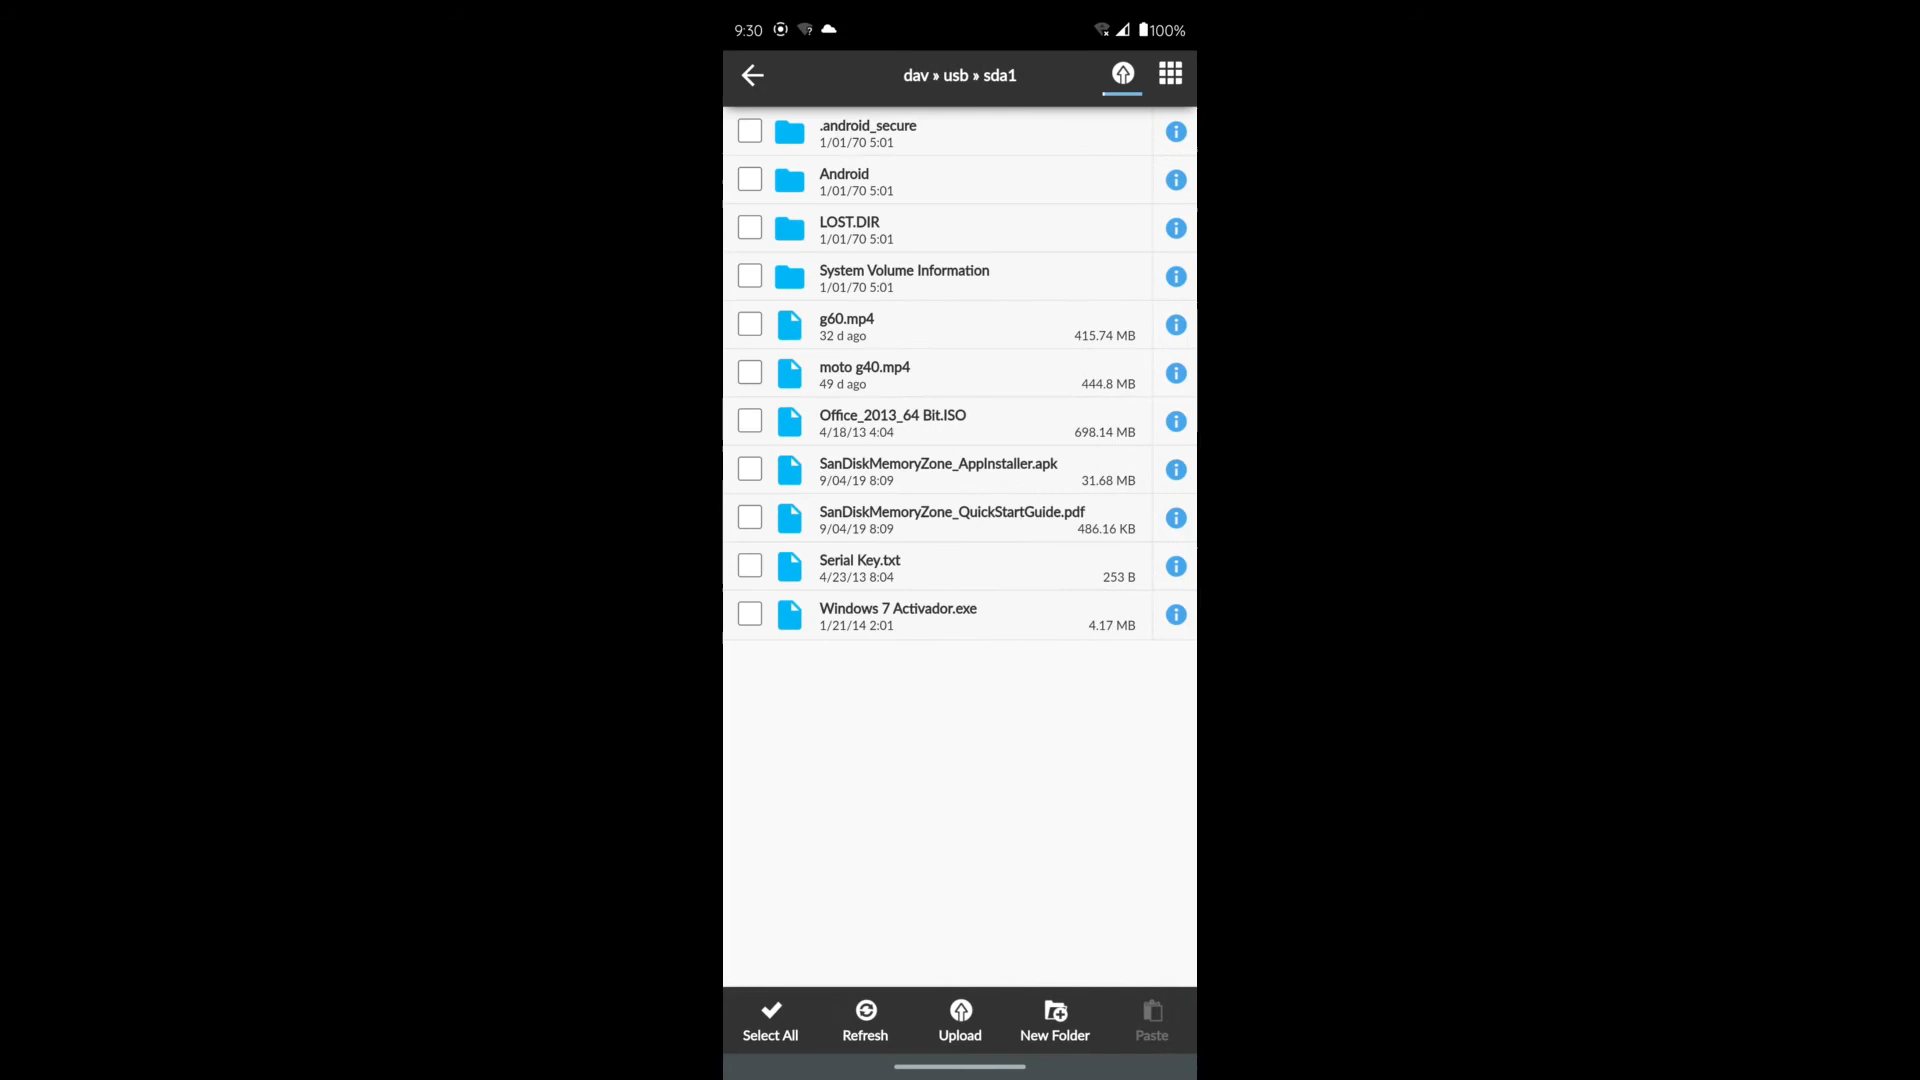 9:30
100%
dav » usb » sda1
.android_secure
1/01/70 5:01
Android
1/01/70 5:01
LOST.DIR
1/01/70 5:01
System Volume Information
1/01/70 5:01
g60.mp4
32 d ago 415.74 MB
moto g40.mp4
49 d ago 444.8 MB
Office_2013_64 Bit.ISO
4/18/13 4:04 698.14 MB
SanDiskMemoryZone_AppInstaller.apk
9/04/19 8:09 31.68 MB
SanDiskMemoryZone_QuickStartGuide.pdf
9/04/19 8:09 486.16 KB
Serial Key.txt
4/23/13 8:04 253 B
Windows 7 Activador.exe
1/21/14 2:01 4.17 MB
Select All Refresh Upload New Folder Paste